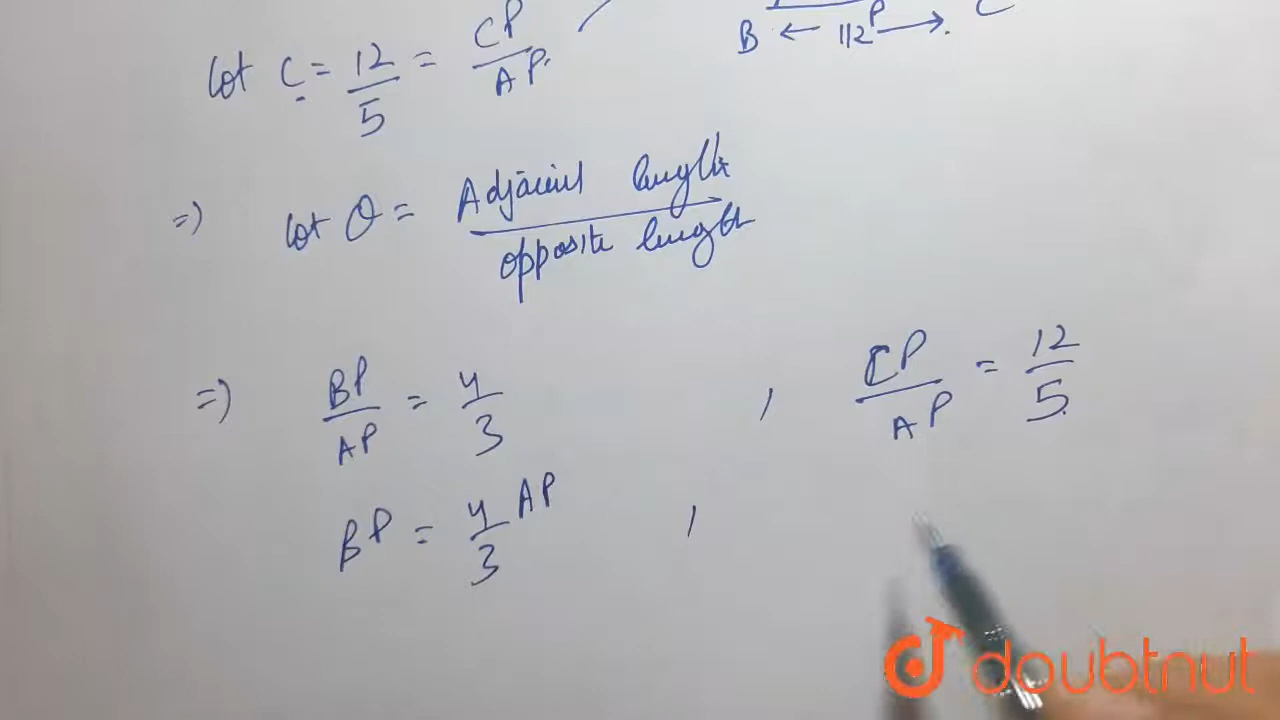 cot C = 12/5 = CP/AP.
B ← 112 → C
P
=) cot θ = Adjacent length / opposite length
=) BP/AP = 4/3 , CP/AP = 12/5
BP = 4/3 AP ,
doubtnut